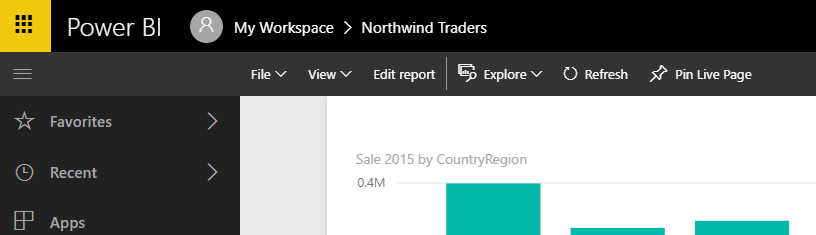 Power BI My Workspace > Northwind Traders
File View Edit report Explore Refresh Pin Live Page
Favorites
Recent
Apps
Sale 2015 by CountryRegion
0.4M